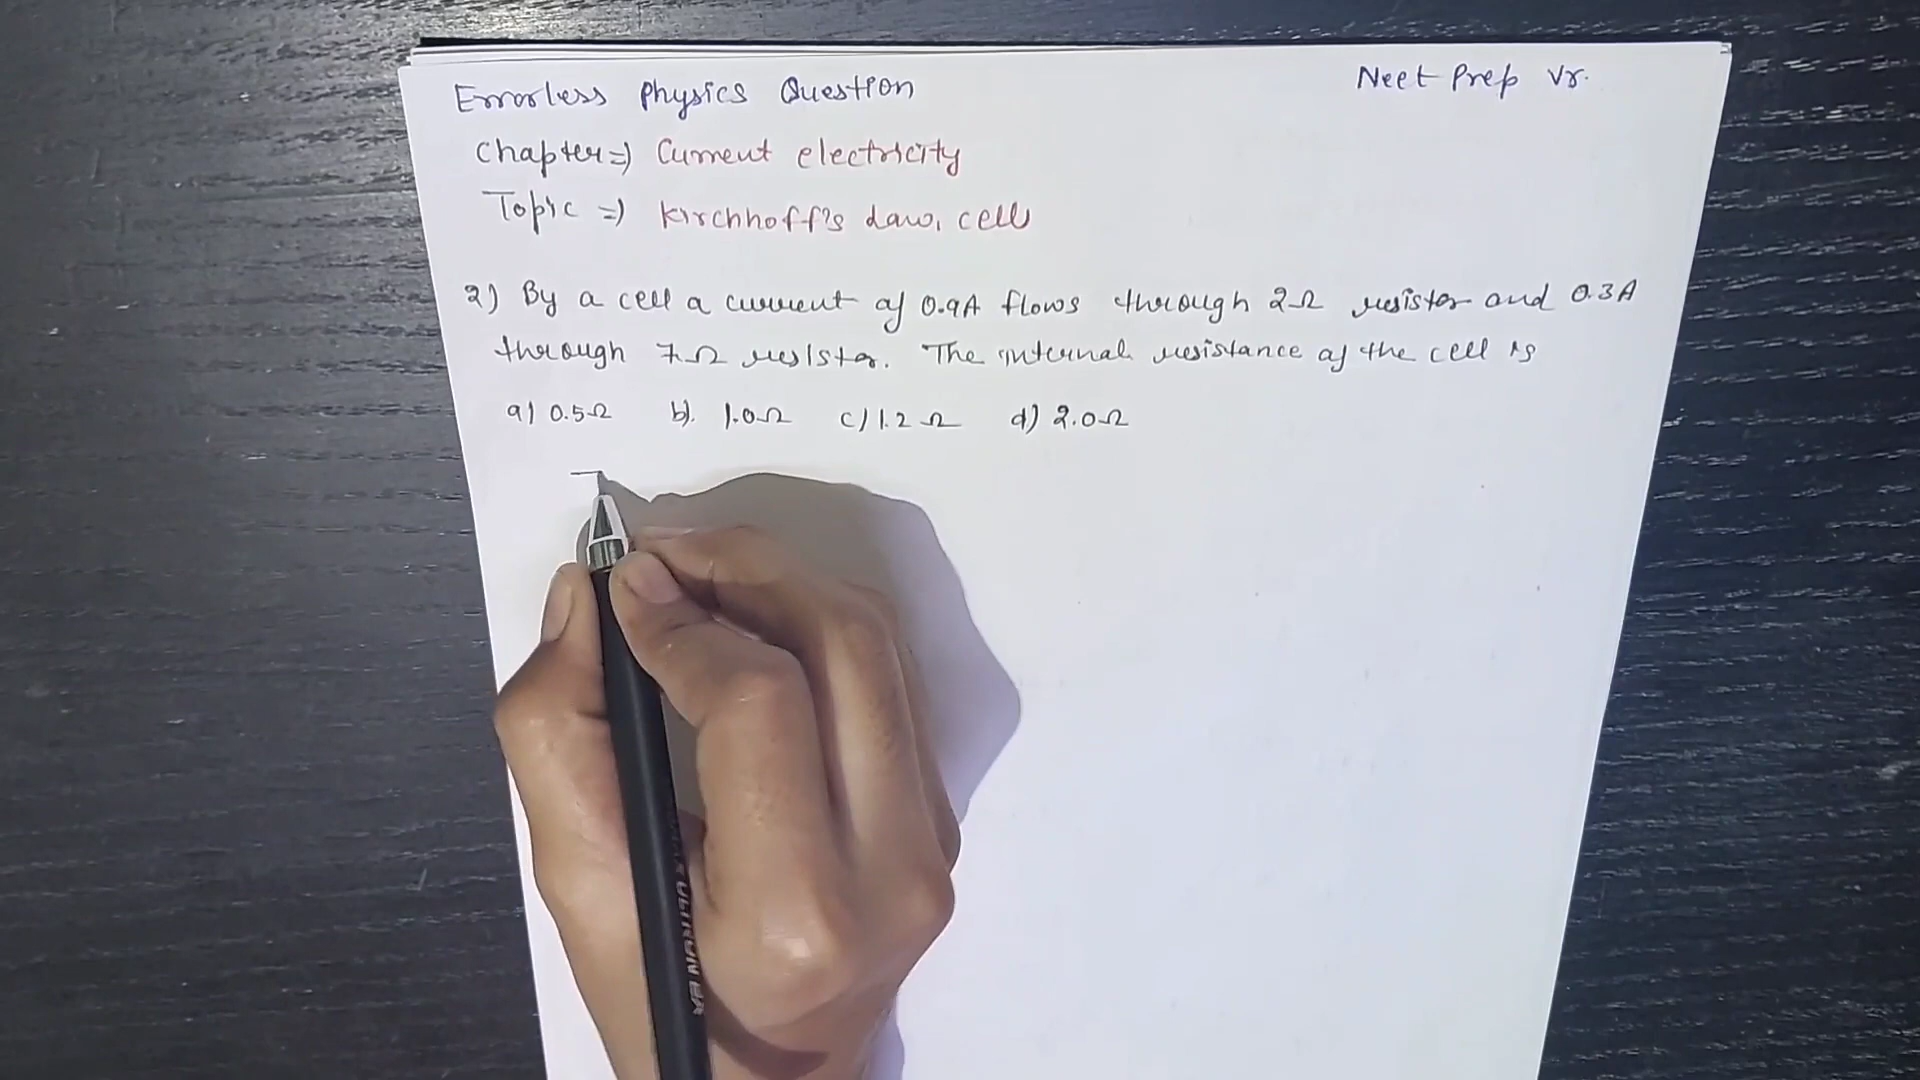 Errorless Physics Question
Neet Prep Vr.
Chapter => Current electricity
Topic => Kirchhoff's Law, cell
2) By a cell a current of 0.9A flows through 2Ω resistor and 0.3A
through 7Ω resistor. The internal resistance of the cell is
a) 0.5Ω b). 1.0Ω c) 1.2Ω d) 2.0Ω